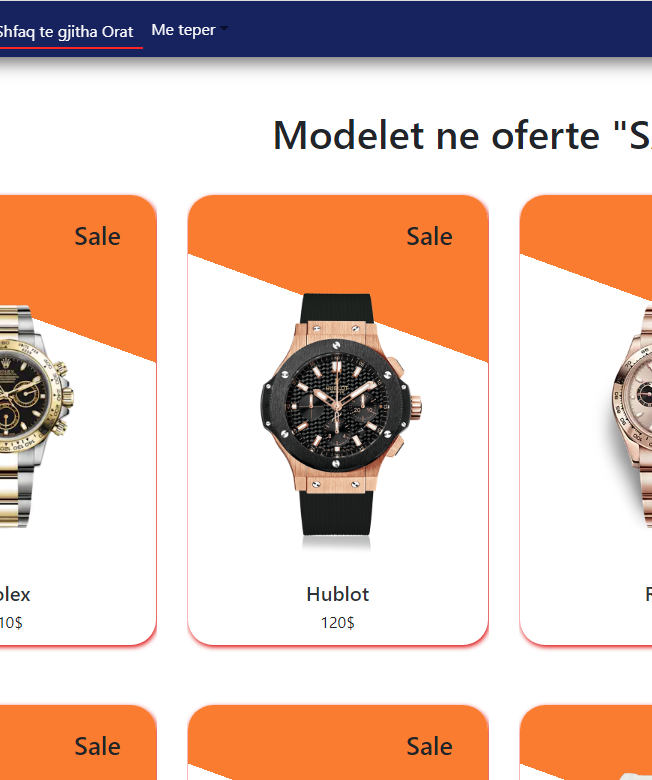 Shfaq te gjitha Orat Me teper
Modelet ne oferte "S
Sale Sale
olex Hublot R
10$ 120$
Sale Sale